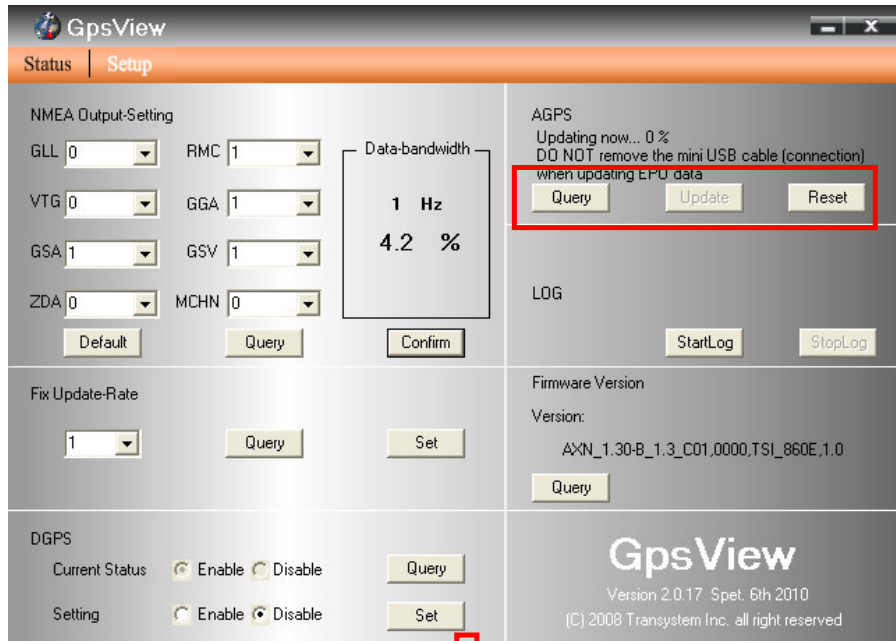 GpsView
Status | Setup
NMEA Output-Setting
GLL 0 RMC 1
VTG 0 GGA 1
GSA 1 GSV 1
ZDA 0 MCHN 0
Data-bandwidth
1 Hz
4.2 %
Default Query Confirm
AGPS
Updating now... 0 %
DO NOT remove the mini USB cable (connection)
when updating EPO data
Query Update Reset
LOG
StartLog StopLog
Fix Update-Rate
1 Query Set
Firmware Version
Version:
AXN_1.30-B_1.3_C01,0000,TSI_860E,1.0
Query
DGPS
Current Status Enable Disable Query
Setting Enable Disable Set
GpsView
Version 2.0.17 Spet. 6th 2010
(C) 2008 Transystem Inc. all right reserved